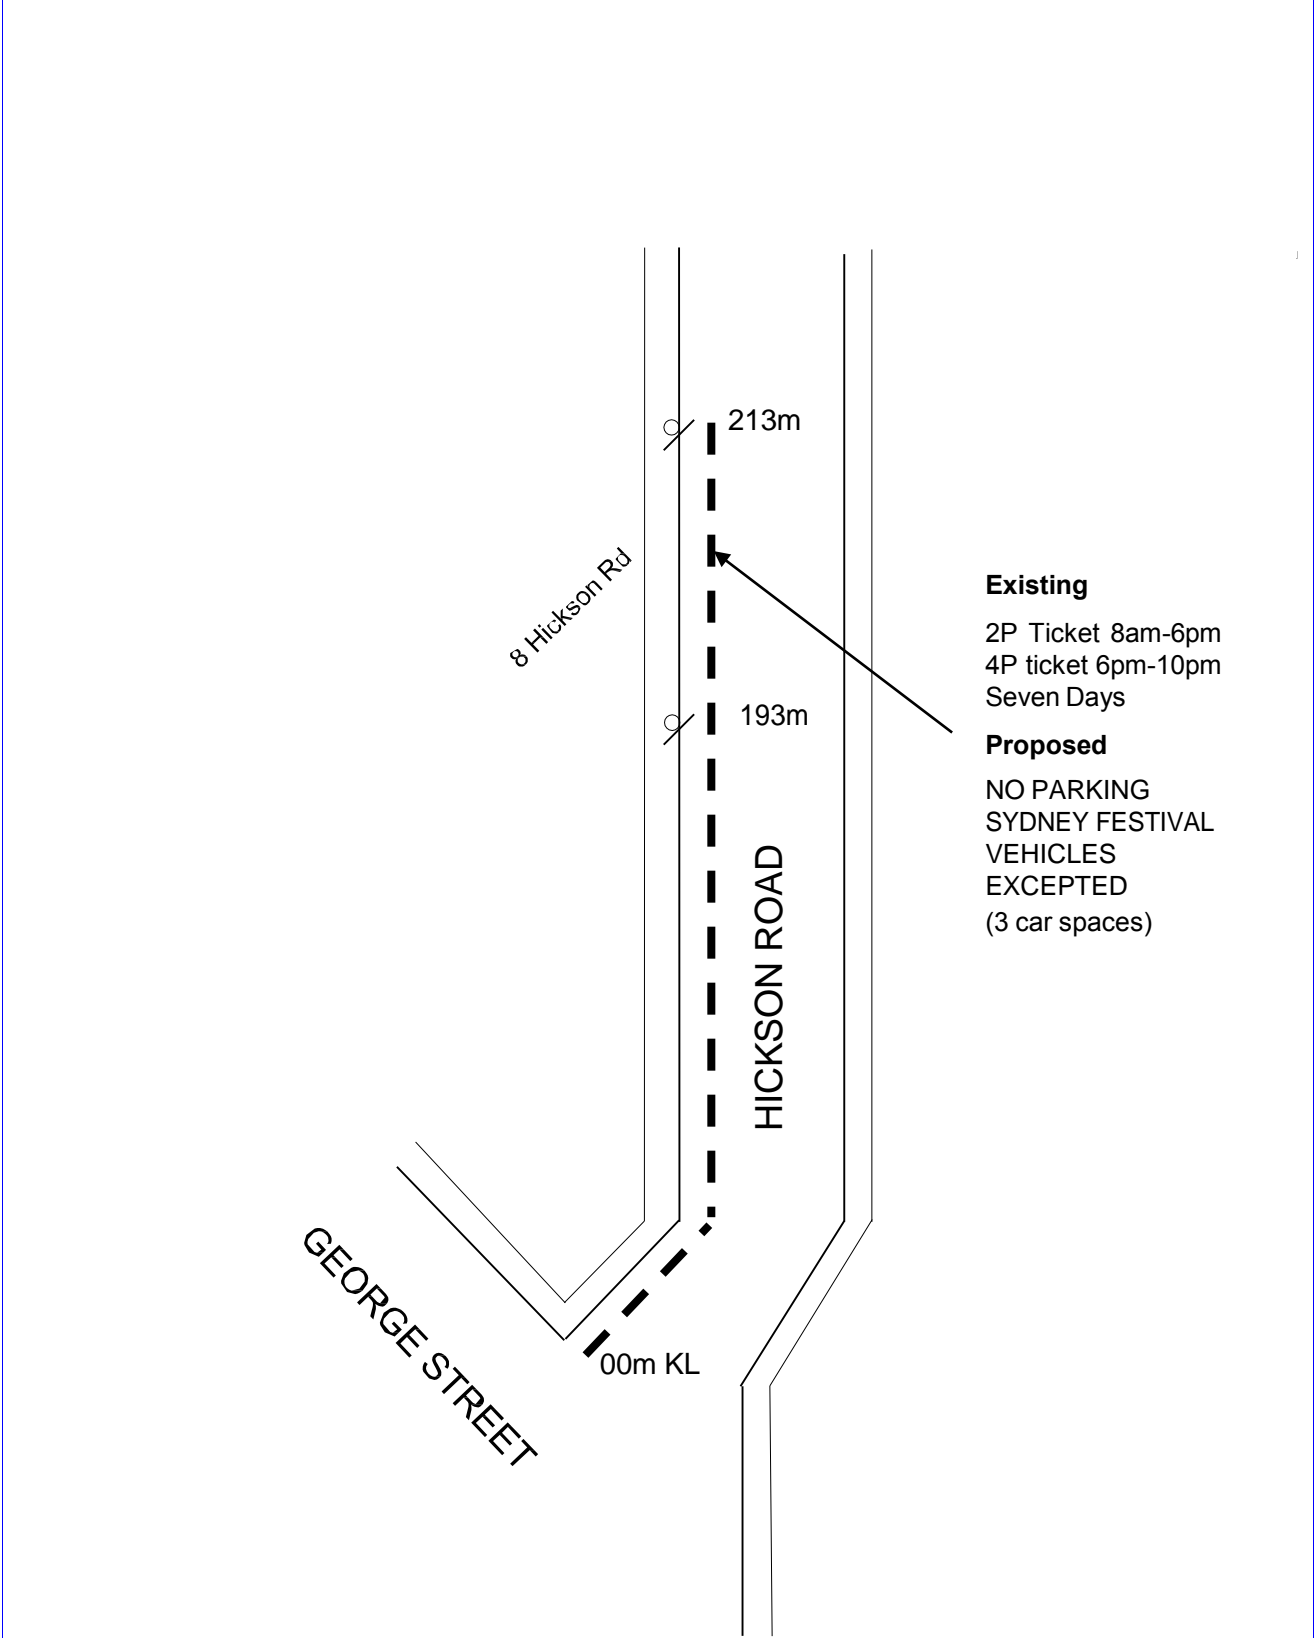 213m
8 Hickson Rd
193m
Existing
2P Ticket 8am-6pm
4P ticket 6pm-10pm
Seven Days
Proposed
NO PARKING
SYDNEY FESTIVAL
VEHICLES
EXCEPTED
(3 car spaces)
HICKSON ROAD
GEORGE STREET
00m KL